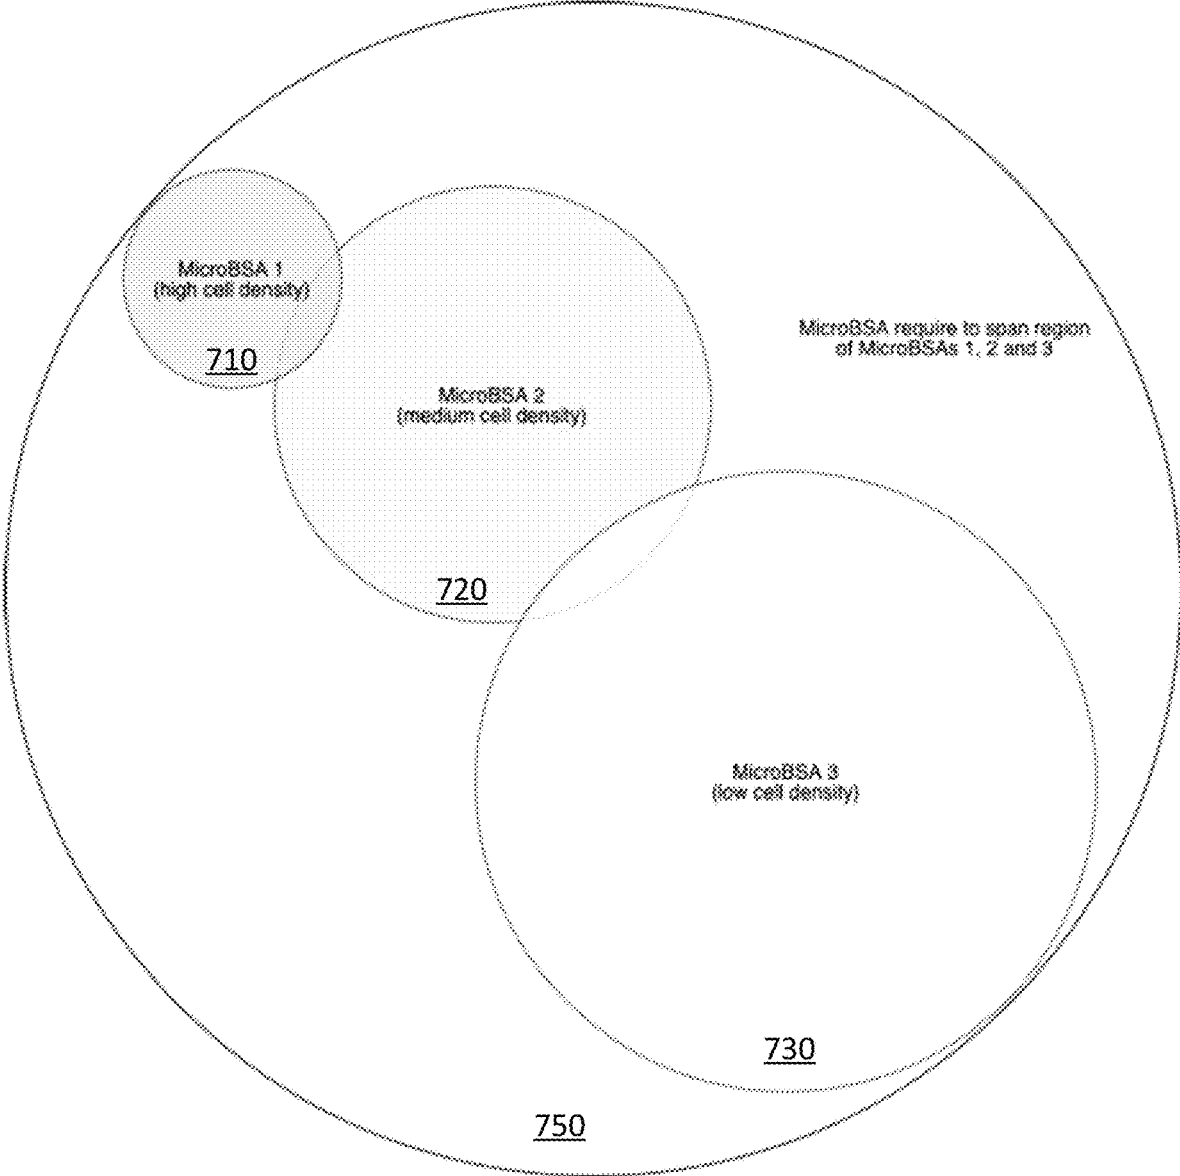 MicroBSA 1
(high cell density)
710
MicroBSA require to span region
of MicroBSAs 1, 2 and 3
MicroBSA 2
(medium cell density)
720
MicroBSA 3
(low cell density)
730
750